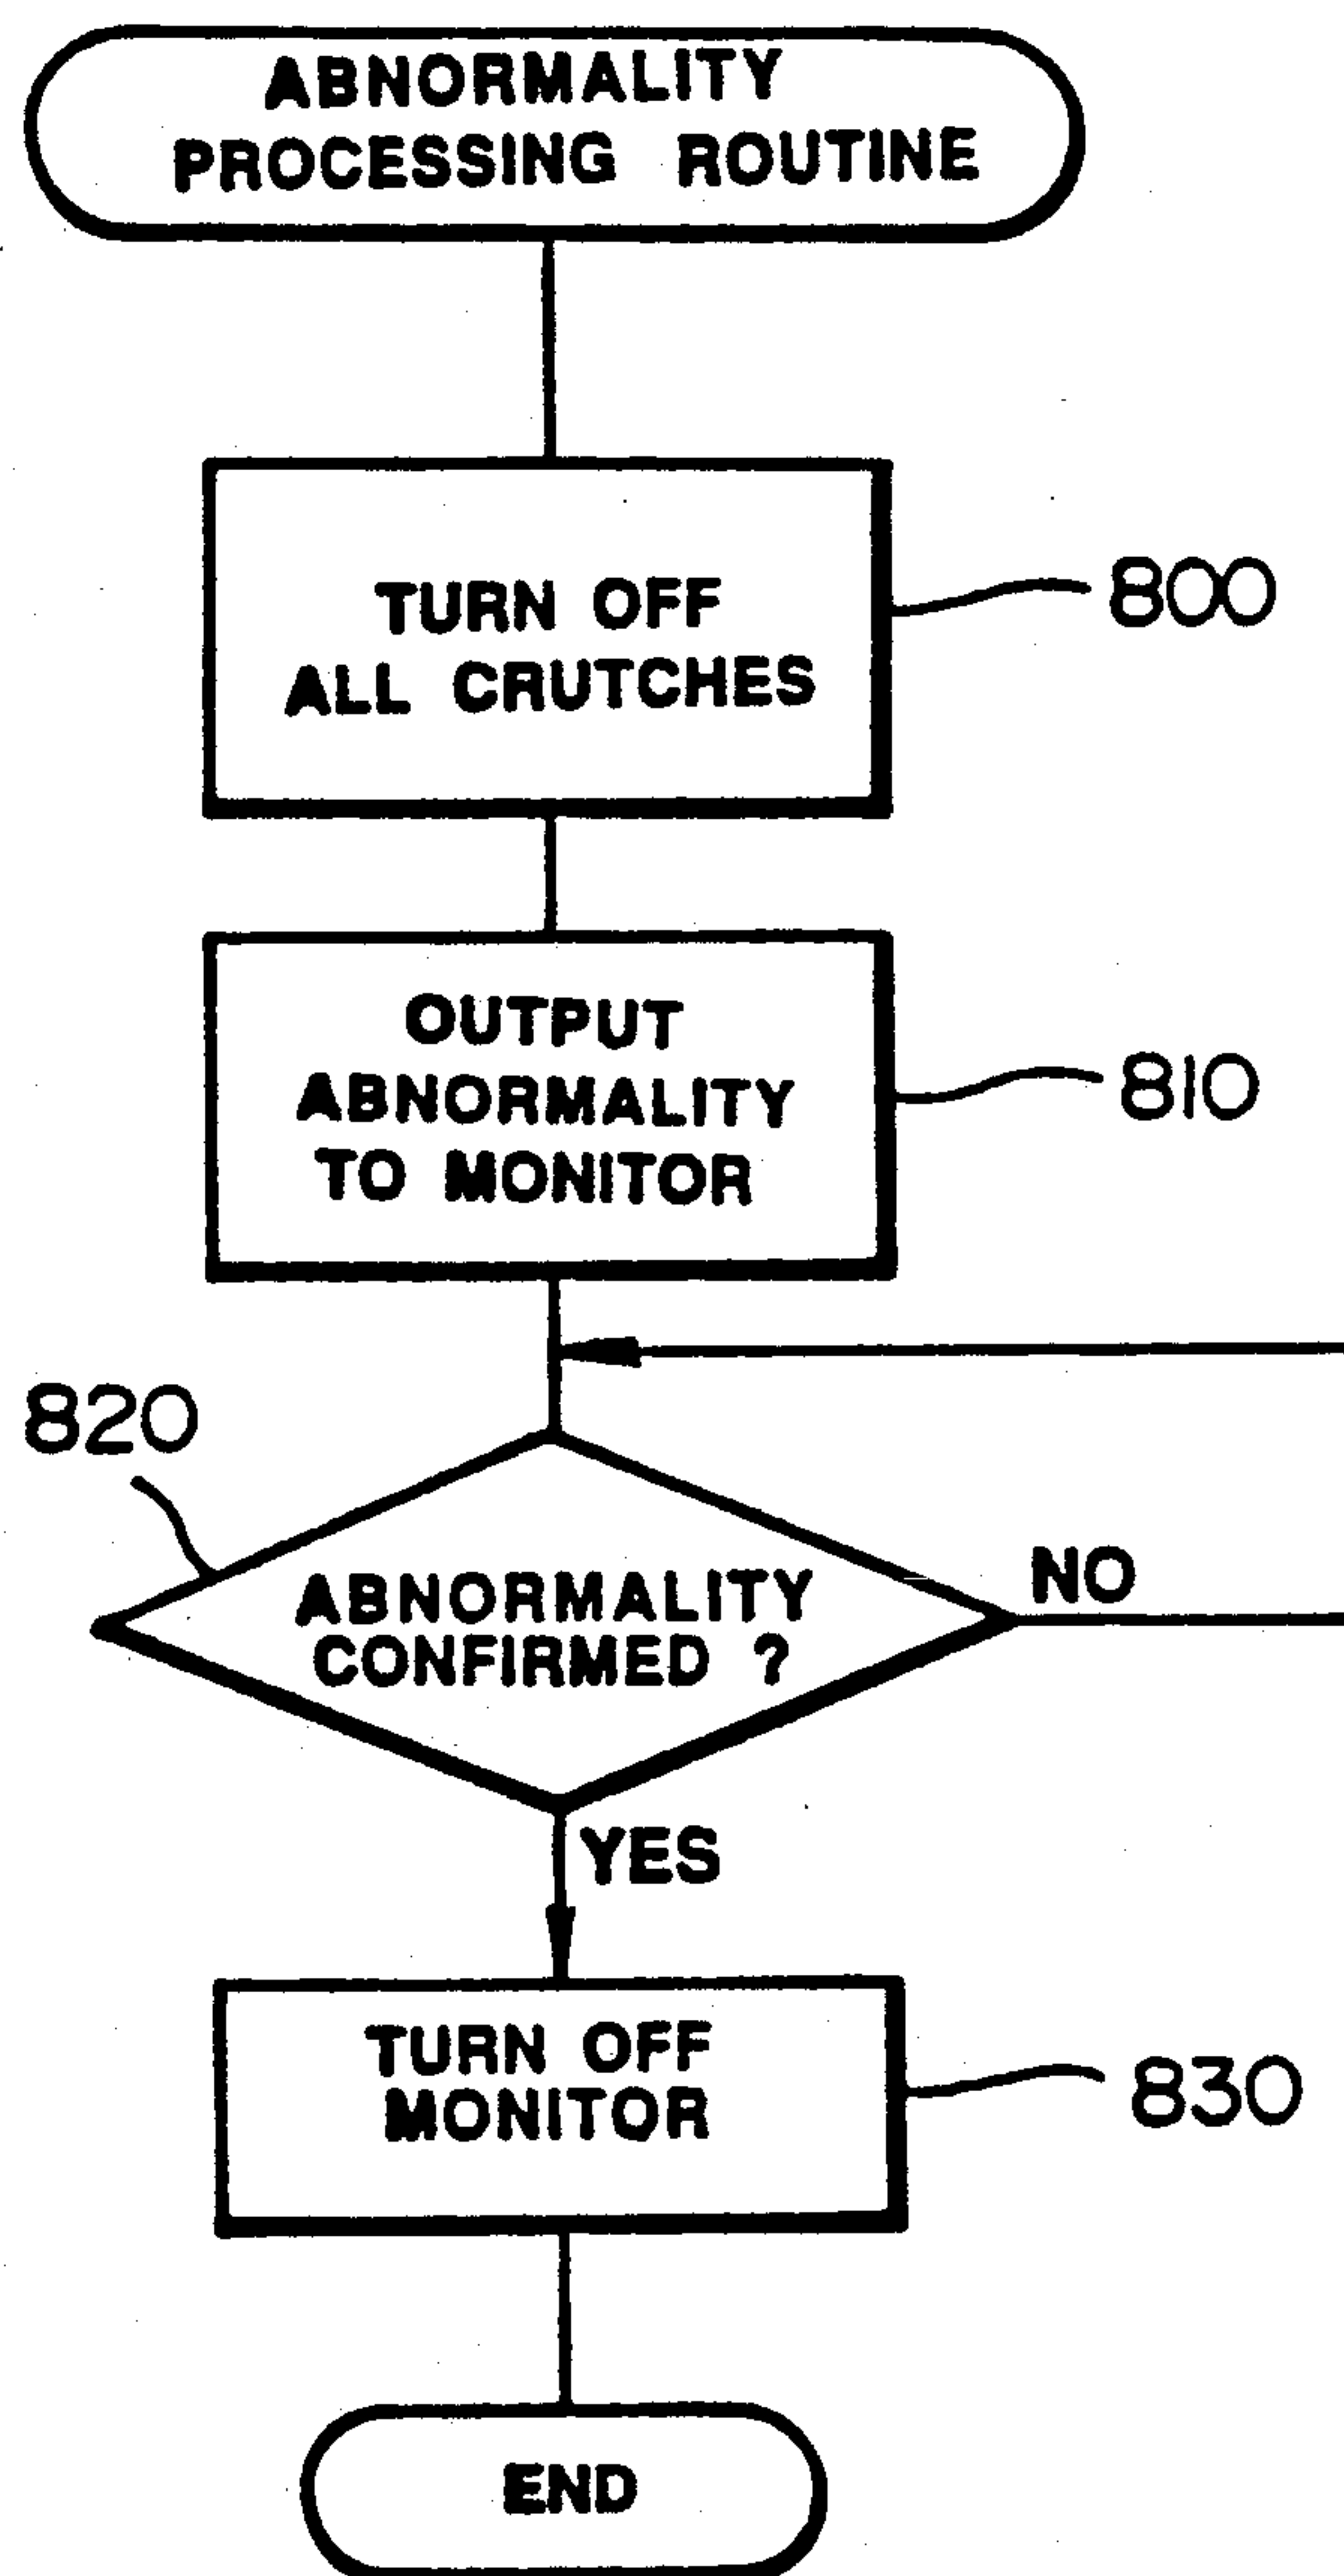 ABNORMALITY
PROCESSING ROUTINE
TURN OFF
ALL CRUTCHES
800
OUTPUT
ABNORMALITY
TO MONITOR
810
820
ABNORMALITY
CONFIRMED ?
NO
YES
TURN OFF
MONITOR
830
END